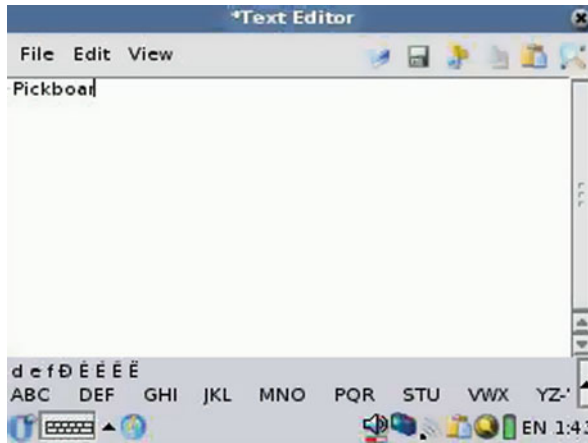 *Text Editor
File Edit View
Pickboar
d e f Đ È É Ê Ë
ABC DEF GHI JKL MNO PQR STU VWX YZ-'
EN 1:4